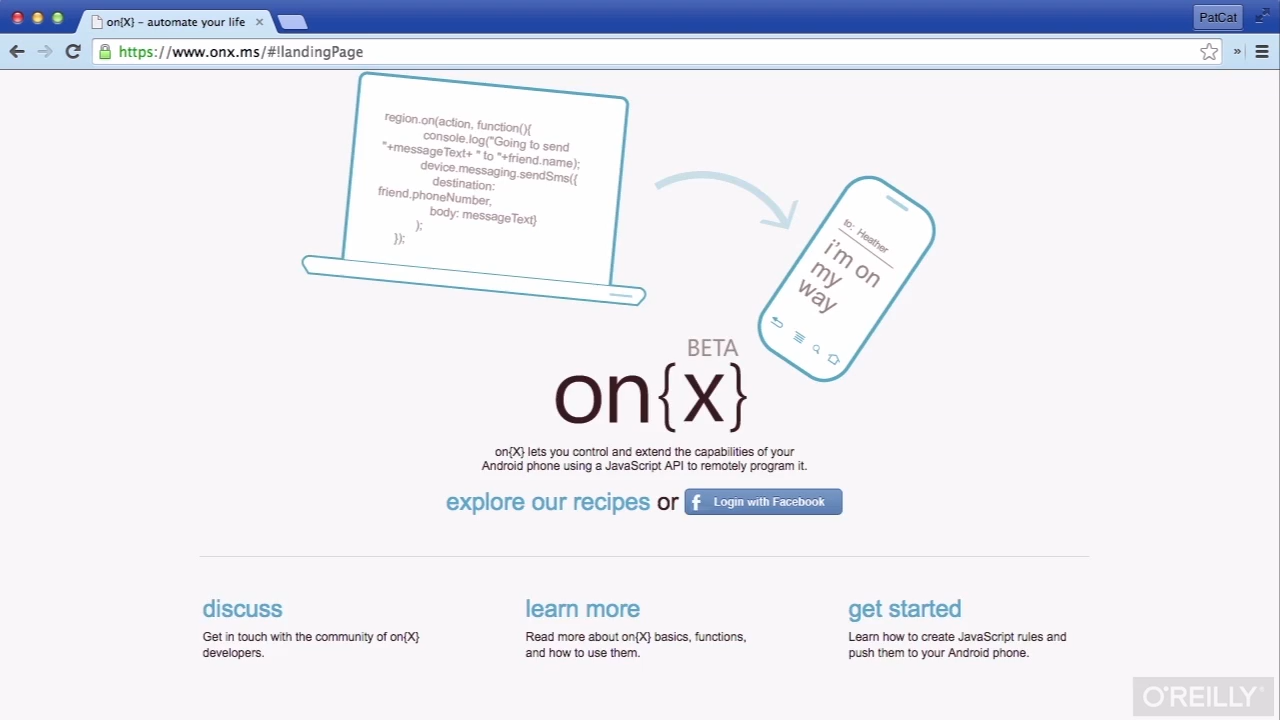 on{X} – automate your life
PatCat
https://www.onx.ms/#!landingPage
region.on(action, function(){
console.log("Going to send
"+messageText+ " to "+friend.name);
device.messaging.sendSms({
destination:
friend.phoneNumber,
body: messageText}
);
});
to: Heather
i'm on
my
way
BETA
on{x}
on{X} lets you control and extend the capabilities of your
Android phone using a JavaScript API to remotely program it.
explore our recipes or f Login with Facebook
discuss
Get in touch with the community of on{X}
developers.
learn more
Read more about on{X} basics, functions,
and how to use them.
get started
Learn how to create JavaScript rules and
push them to your Android phone.
O'REILLY®